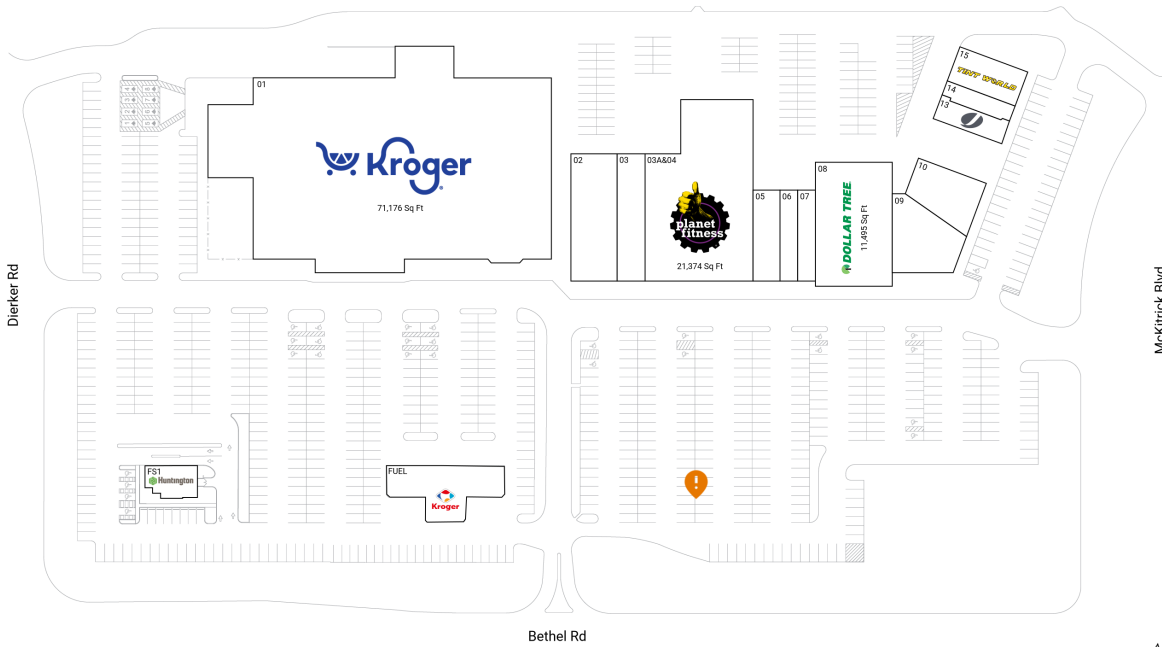 15
TINT WORLD
14
13
01
Kroger
71,176 Sq Ft
02
03
03A&04
planet
fitness
21,374 Sq Ft
05
06
07
08
DOLLAR TREE
11,495 Sq Ft
09
10
Dierker Rd
McKitrick Blvd
FS1
Huntington
FUEL
Kroger
!
Bethel Rd